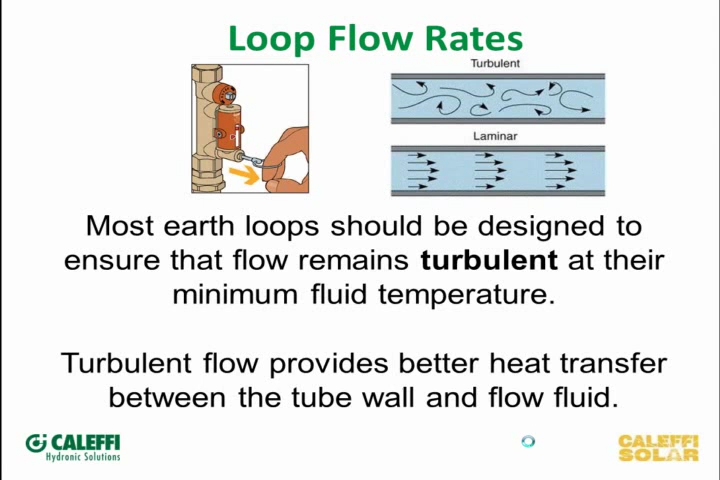 Loop Flow Rates
Turbulent
Laminar
Most earth loops should be designed to
ensure that flow remains turbulent at their
minimum fluid temperature.
Turbulent flow provides better heat transfer
between the tube wall and flow fluid.
CALEFFI
Hydronic Solutions
CALEFFI
SOLAR